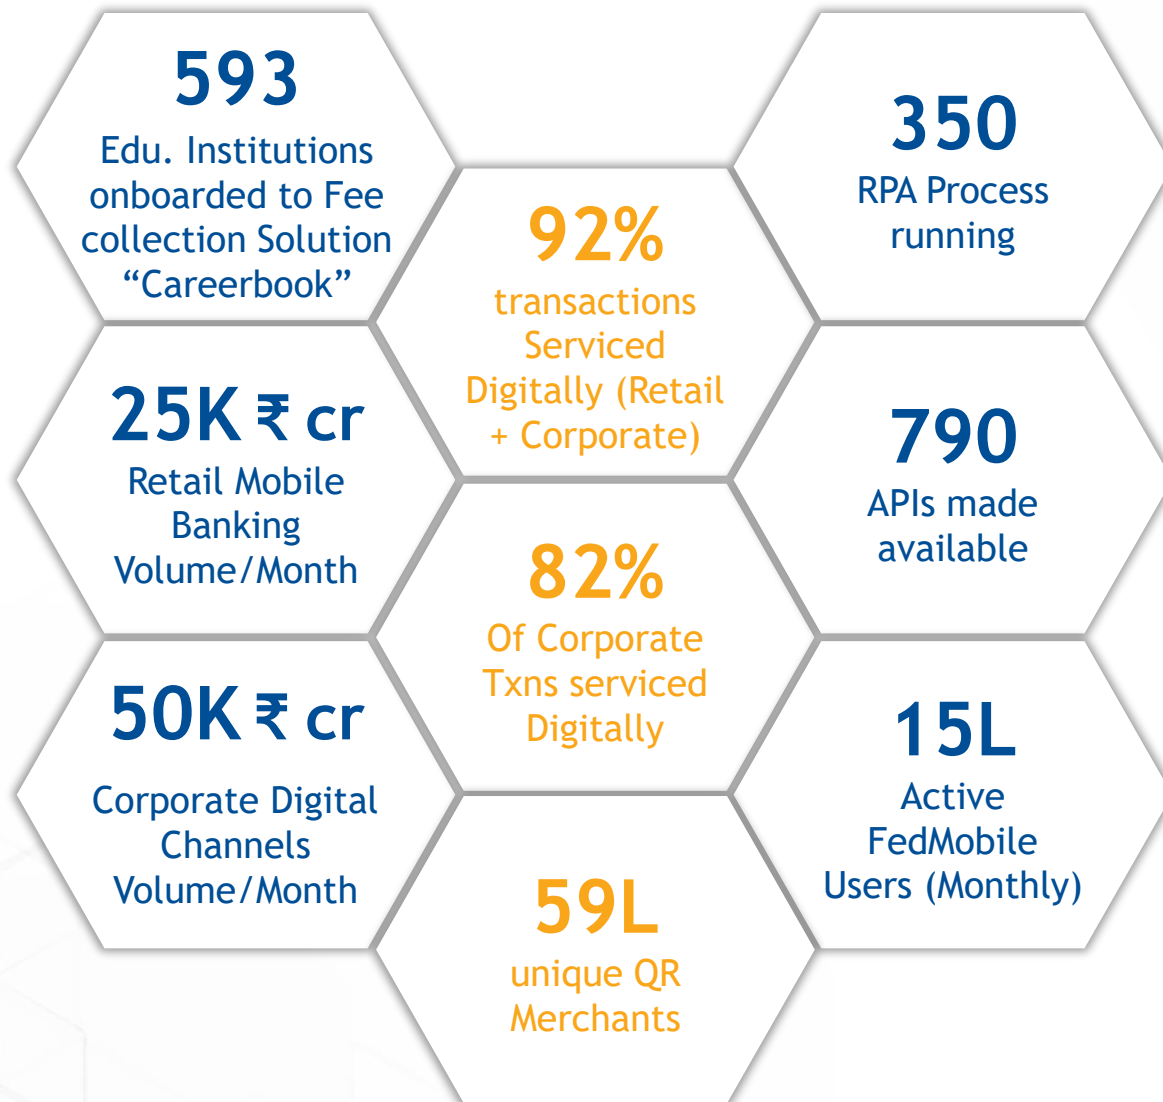 593
Edu. Institutions
onboarded to Fee
collection Solution
“Careerbook”
25K ₹ cr
Retail Mobile
Banking
Volume/Month
50K ₹ cr
Corporate Digital
Channels
Volume/Month
92%
transactions
Serviced
Digitally (Retail
+ Corporate)
82%
Of Corporate
Txns serviced
Digitally
59L
unique QR
Merchants
350
RPA Process
running
790
APIs made
available
15L
Active
FedMobile
Users (Monthly)